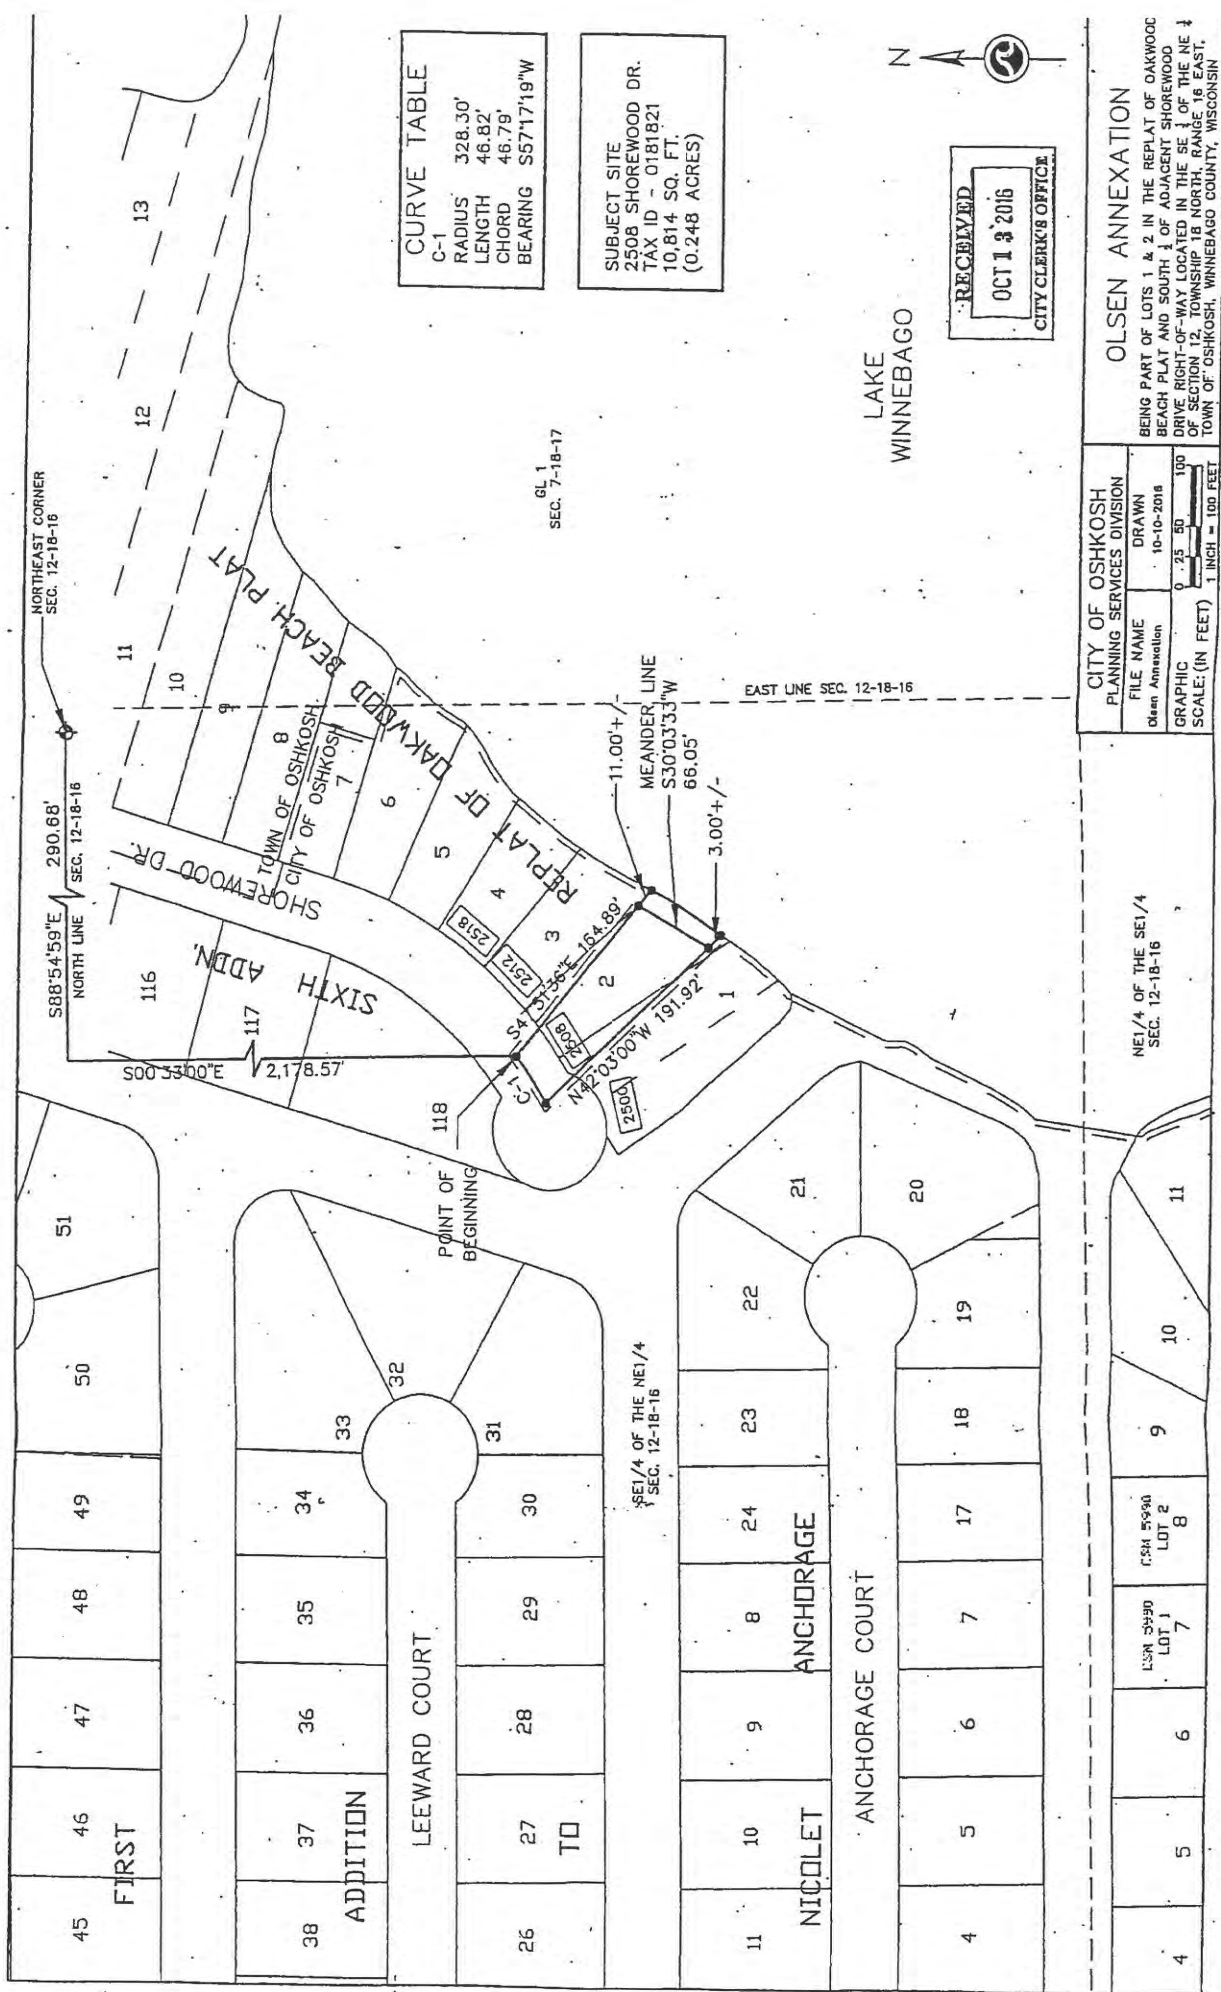 NORTHEAST CORNER
SEC. 12-18-16
S88°54'59"E 290.68'
NORTH LINE SEC. 12-18-16
S00°33'00"E 2,178.57'
CURVE TABLE
C-1
RADIUS 328.30'
LENGTH 46.82'
CHORD 46.79'
BEARING S57°17'19"W
SUBJECT SITE
2508 SHOREWOOD DR.
TAX ID - 0181821
10,814 SQ. FT.
(0.248 ACRES)
N
LAKE
WINNEBAGO
RECEIVED
OCT 13 2016
CITY CLERK'S OFFICE
GL 1
SEC. 7-18-17
EAST LINE SEC. 12-18-16
REPLAT OF OAKWOOD BEACH PLAT
13
12
11
10
9
8
7
6
5
4
3
2
1
TOWN OF OSHKOSH
CITY OF OSHKOSH
SHOREWOOD DR.
SIXTH ADDN.
116
117
118
2518
2512
2508
2500
POINT OF
BEGINNING
C-1
164.89'
N42°03'00"W 191.92'
11.00'+/-
MEANDER LINE
S30°03'33"W
66.05'
3.00'+/-
51
50
49
48
47
46
45
FIRST
32
33
34
35
36
37
38
ADDITION
LEEWARD COURT
31
30
29
28
27
26
TO
SE1/4 OF THE NE1/4
SEC. 12-18-16
21
22
23
24
8
9
10
11
NICOLET ANCHORAGE
ANCHORAGE COURT
20
19
18
17
7
6
5
4
NE1/4 OF THE SE1/4
SEC. 12-18-16
11
10
9
CSM 5990
LOT 2
8
CSM 5990
LOT 1
7
6
5
4
CITY OF OSHKOSH
PLANNING SERVICES DIVISION
FILE NAME
Olsen Annexation
DRAWN
10-10-2016
GRAPHIC
SCALE:(IN FEET)
0 25 50 100
1 INCH = 100 FEET
OLSEN ANNEXATION
BEING PART OF LOTS 1 & 2 IN THE REPLAT OF OAKWOOD
BEACH PLAT AND SOUTH ½ OF ADJACENT SHOREWOOD
DRIVE RIGHT-OF-WAY LOCATED IN THE SE ¼ OF THE NE ¼
OF SECTION 12, TOWNSHIP 18 NORTH, RANGE 16 EAST,
TOWN OF OSHKOSH, WINNEBAGO COUNTY, WISCONSIN